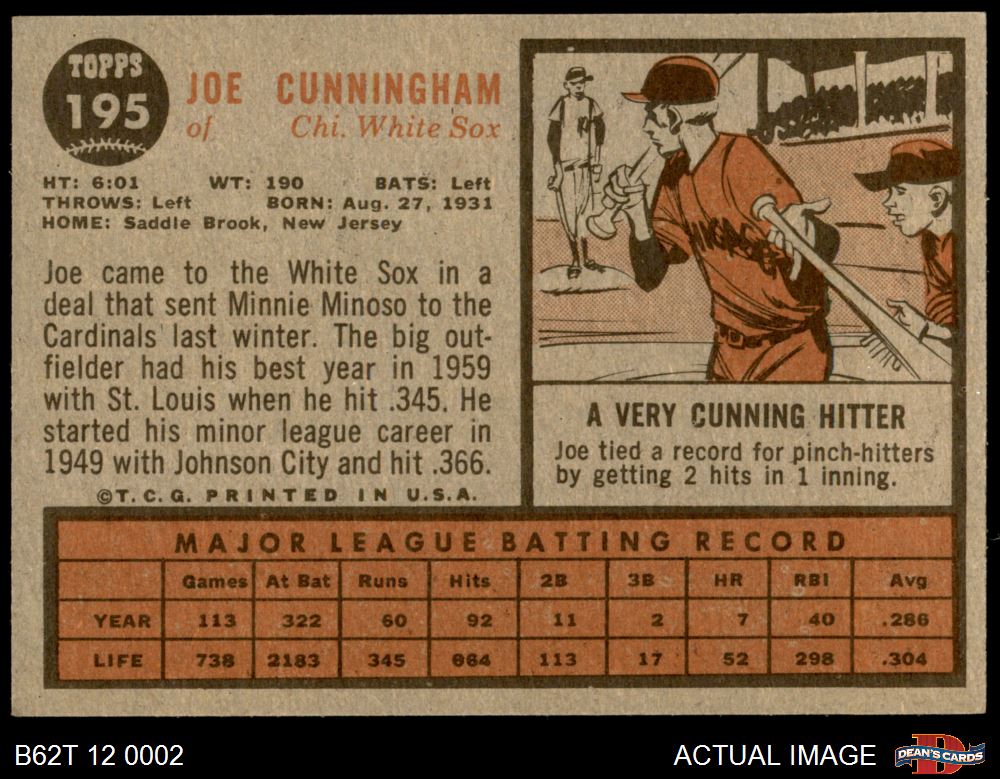 TOPPS
195
JOE CUNNINGHAM
of Chi. White Sox
HT: 6:01 WT: 190 BATS: Left
THROWS: Left BORN: Aug. 27, 1931
HOME: Saddle Brook, New Jersey
Joe came to the White Sox in a
deal that sent Minnie Minoso to the
Cardinals last winter. The big out-
fielder had his best year in 1959
with St. Louis when he hit .345. He
started his minor league career in
1949 with Johnson City and hit .366.
©T.C.G. PRINTED IN U.S.A.
A VERY CUNNING HITTER
Joe tied a record for pinch-hitters
by getting 2 hits in 1 inning.
MAJOR LEAGUE BATTING RECORD
Games At Bat Runs Hits 2B 3B HR RBI Avg
YEAR 113 322 60 92 11 2 7 40 .286
LIFE 738 2183 345 664 113 17 52 298 .304
B62T 12 0002
ACTUAL IMAGE
DEAN'S CARDS